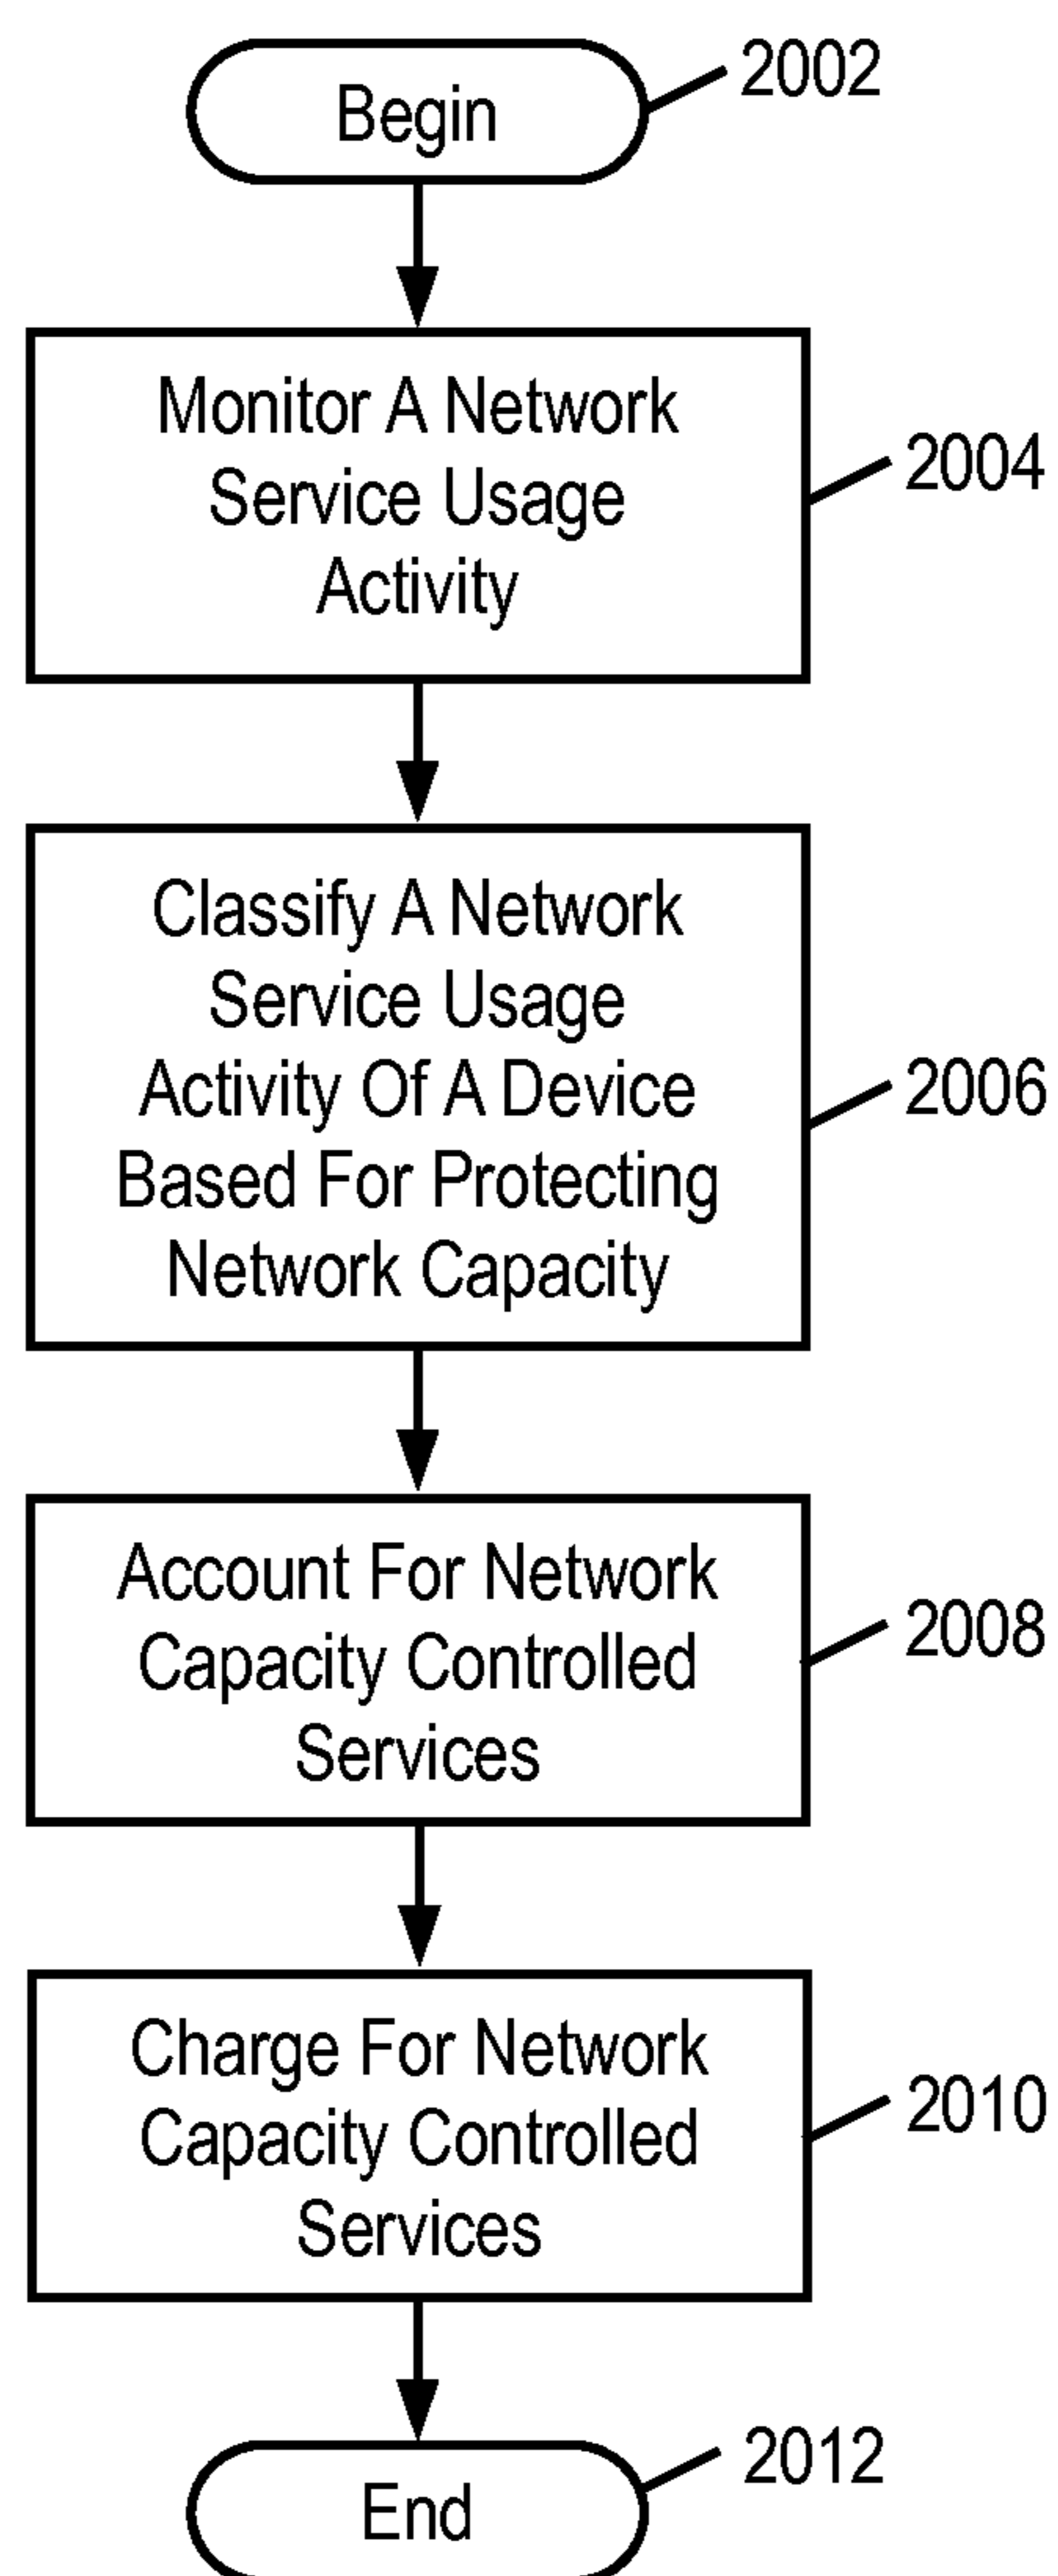 Begin
2002
Monitor A Network
Service Usage
Activity
2004
Classify A Network
Service Usage
Activity Of A Device
Based For Protecting
Network Capacity
2006
Account For Network
Capacity Controlled
Services
2008
Charge For Network
Capacity Controlled
Services
2010
End
2012